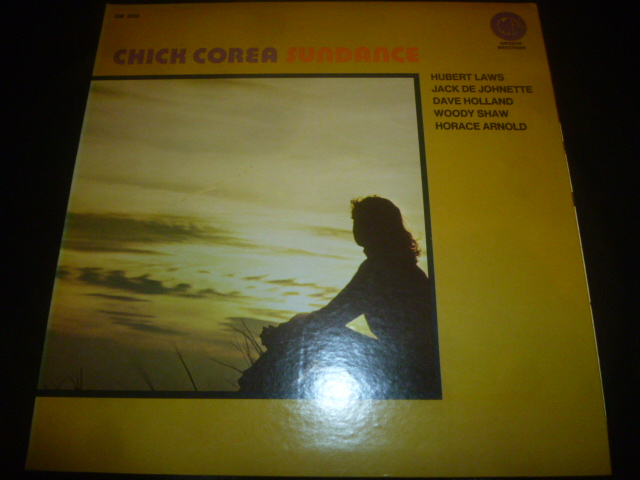 CHICK COREA SUNDANCE
HUBERT LAWS
JACK DE JOHNETTE
DAVE HOLLAND
WOODY SHAW
HORACE ARNOLD